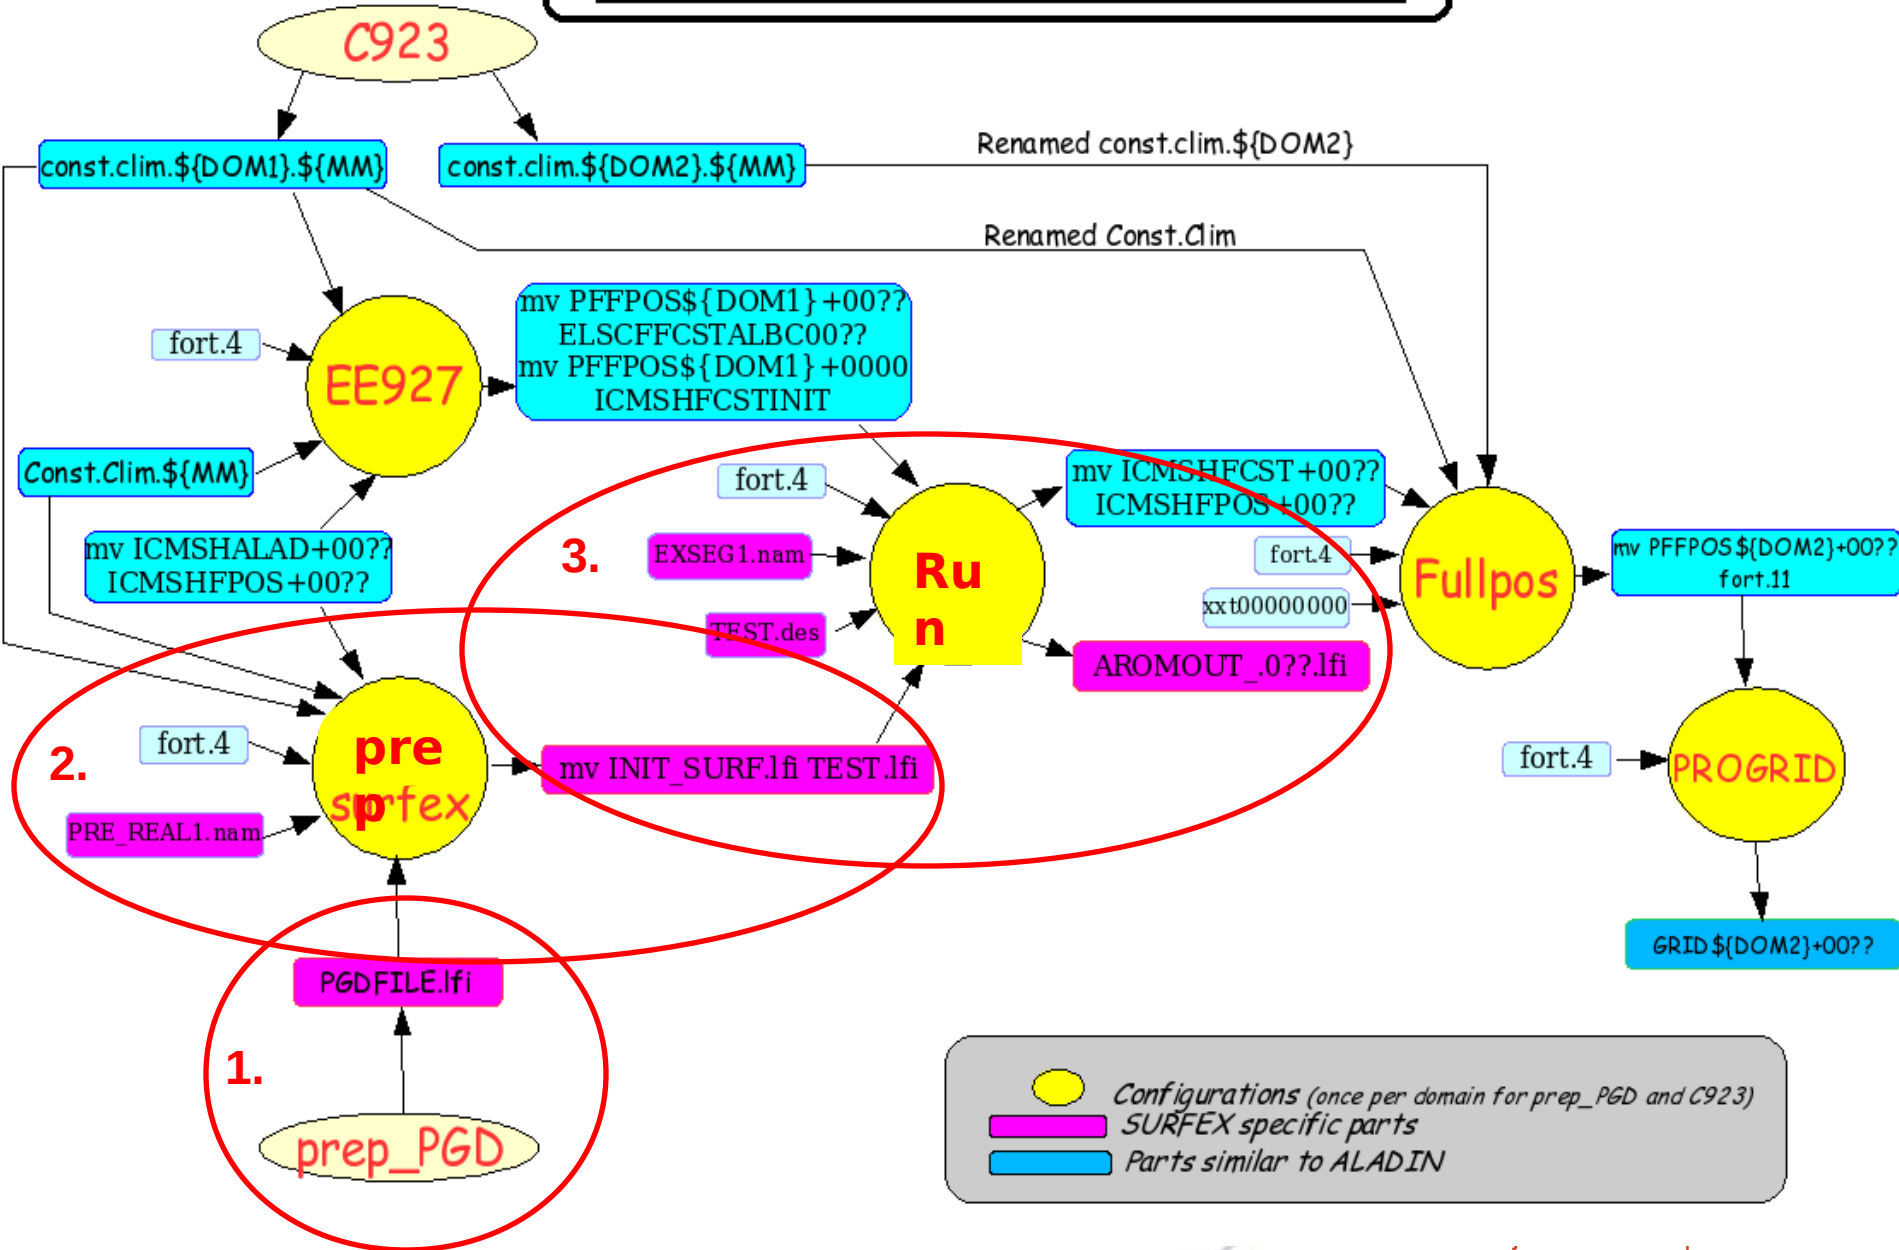 C923
const.clim.${DOM1}.${MM}
const.clim.${DOM2}.${MM}
Renamed const.clim.${DOM2}
Renamed Const.Clim
mv PFFPOS${DOM1}+00??
ELSCFFCSTALBC00??
mv PFFPOS${DOM1}+0000
ICMSHFCSTINIT
fort.4
EE927
Const.Clim.${MM}
mv ICMSHALAD+00??
ICMSHFPOS+00??
3.
fort.4
EXSEG1.nam
TEST.des
Ru
n
mv ICMSHFCST+00??
ICMSHFPOS+00??
fort.4
xxt00000000
AROMOUT_.0??.lfi
Fullpos
mv PFFPOS${DOM2}+00??
fort.11
2.
fort.4
PRE_REAL1.nam
pre
p
surfex
mv INIT_SURF.lfi TEST.lfi
fort.4
PROGRID
GRID${DOM2}+00??
PGDFILE.lfi
1.
prep_PGD
Configurations (once per domain for prep_PGD and C923)
SURFEX specific parts
Parts similar to ALADIN